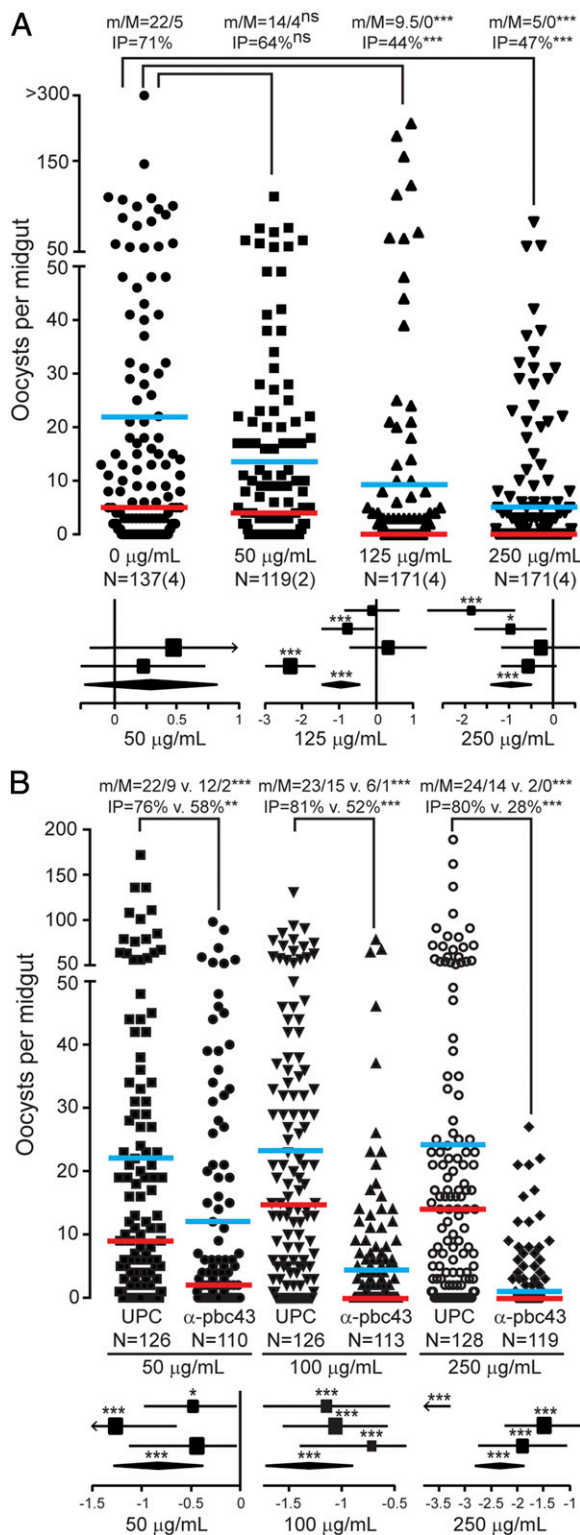 A
m/M=22/5 m/M=14/4ns m/M=9.5/0*** m/M=5/0***
IP=71% IP=64%ns IP=44%*** IP=47%***
>300
150
50
50
40
30
20
10
0
Oocysts per midgut
0 µg/mL 50 µg/mL 125 µg/mL 250 µg/mL
N=137(4) N=119(2) N=171(4) N=171(4)
***
*** *
***
*** ***
0 0.5 1 -3 -2 -1 0 1 -2 -1 0
50 µg/mL 125 µg/mL 250 µg/mL
B
m/M=22/9 v. 12/2*** m/M=23/15 v. 6/1*** m/M=24/14 v. 2/0***
IP=76% v. 58%** IP=81% v. 52%*** IP=80% v. 28%***
200
150
100
50
50
40
30
20
10
0
Oocysts per midgut
UPC α-pbc43 UPC α-pbc43 UPC α-pbc43
N=126 N=110 N=126 N=113 N=128 N=119
50 µg/mL 100 µg/mL 250 µg/mL
* *** ***
*** *** ***
*** ***
*** *** ***
-1.5 -1 -0.5 0 -1.5 -1 -0.5 -3.5 -3 -2.5 -2 -1.5 -1
50 µg/mL 100 µg/mL 250 µg/mL